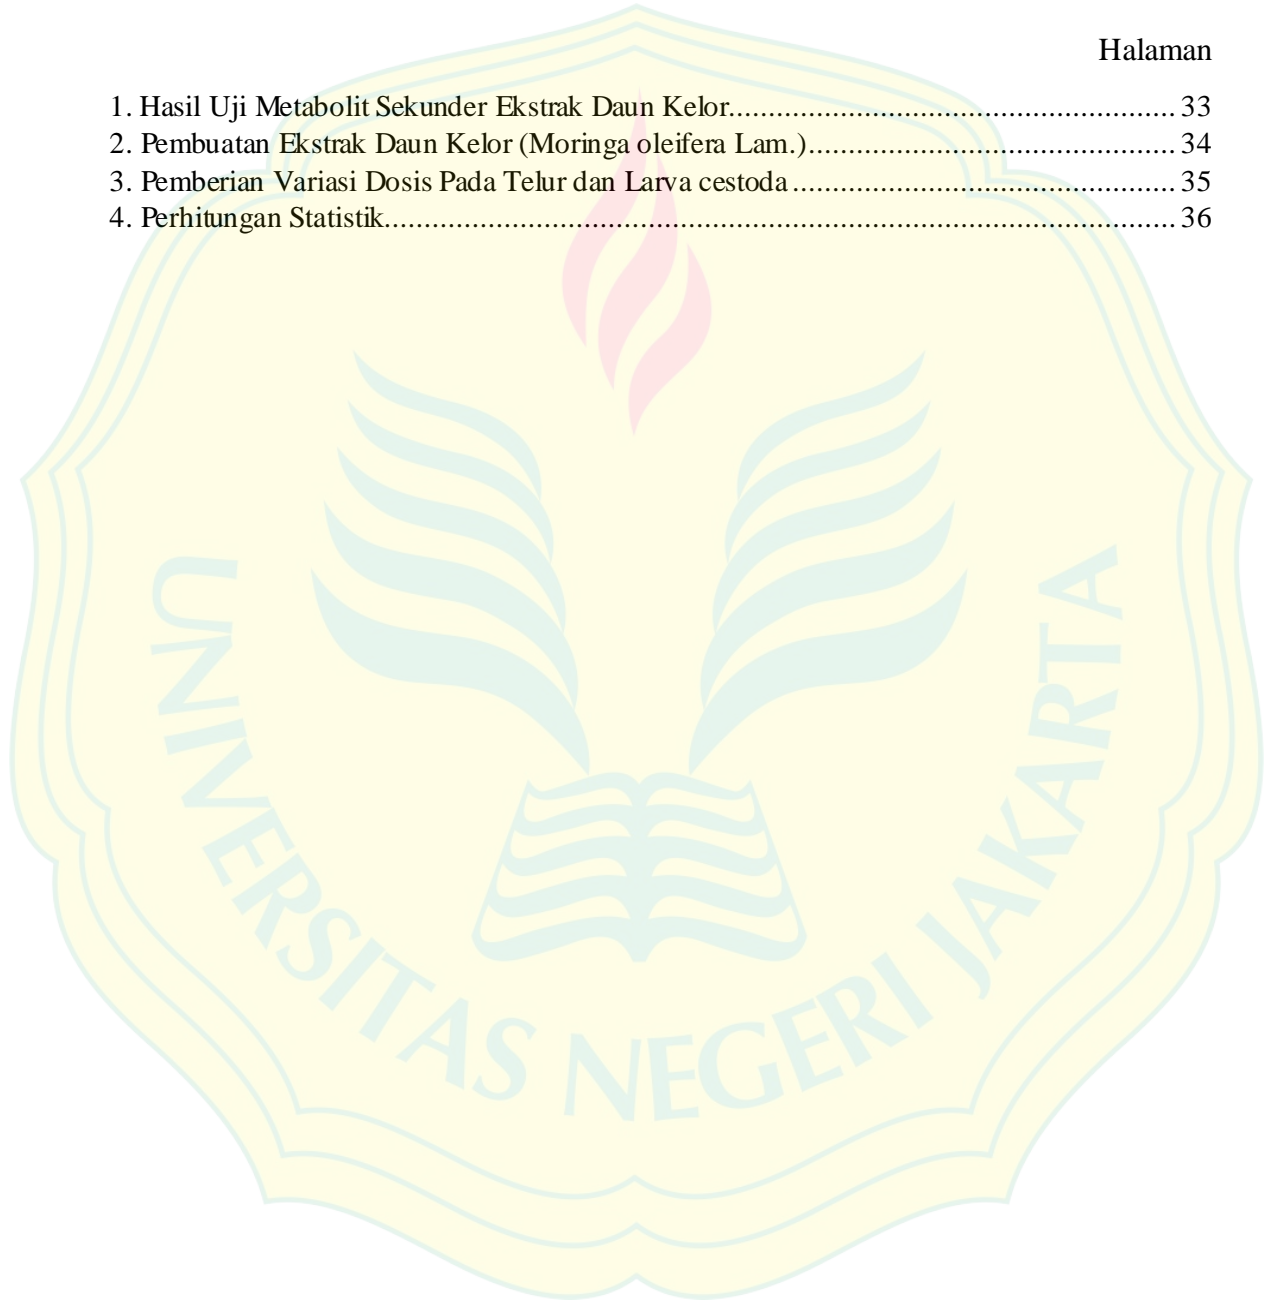 Halaman
1. Hasil Uji Metabolit Sekunder Ekstrak Daun Kelor........................................................ 33
2. Pembuatan Ekstrak Daun Kelor (Moringa oleifera Lam.)............................................... 34
3. Pemberian Variasi Dosis Pada Telur dan Larva cestoda ................................................ 35
4. Perhitungan Statistik.................................................................................................... 36
UNIVERSITAS NEGERI JAKARTA